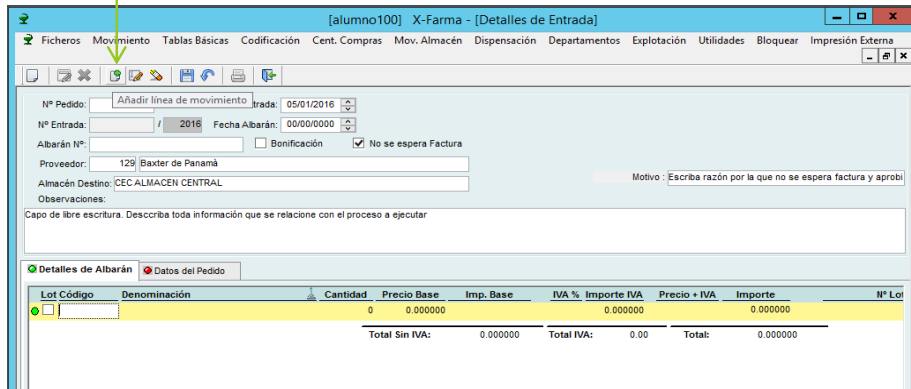 [alumno100] X-Farma - [Detalles de Entrada]
Ficheros Movimiento Tablas Básicas Codificación Cent. Compras Mov. Almacén Dispensación Departamentos Explotación Utilidades Bloquear Impresión Externa
Añadir línea de movimiento
Nº Pedido: trada: 05/01/2016
Nº Entrada: / 2016 Fecha Albarán: 00/00/0000
Albarán Nº: Bonificación No se espera Factura
Proveedor: 129 Baxter de Panamà
Motivo : Escriba razón por la que no se espera factura y aprobi
Almacén Destino: CEC ALMACEN CENTRAL
Observaciones:
Capo de libre escritura. Desccriba toda información que se relacione con el proceso a ejecutar
Detalles de Albarán Datos del Pedido
Lot Código Denominación Cantidad Precio Base Imp. Base IVA % Importe IVA Precio + IVA Importe Nº Lot
0 0.000000 0.000000 0.000000
Total Sin IVA: 0.000000 Total IVA: 0.00 Total: 0.000000